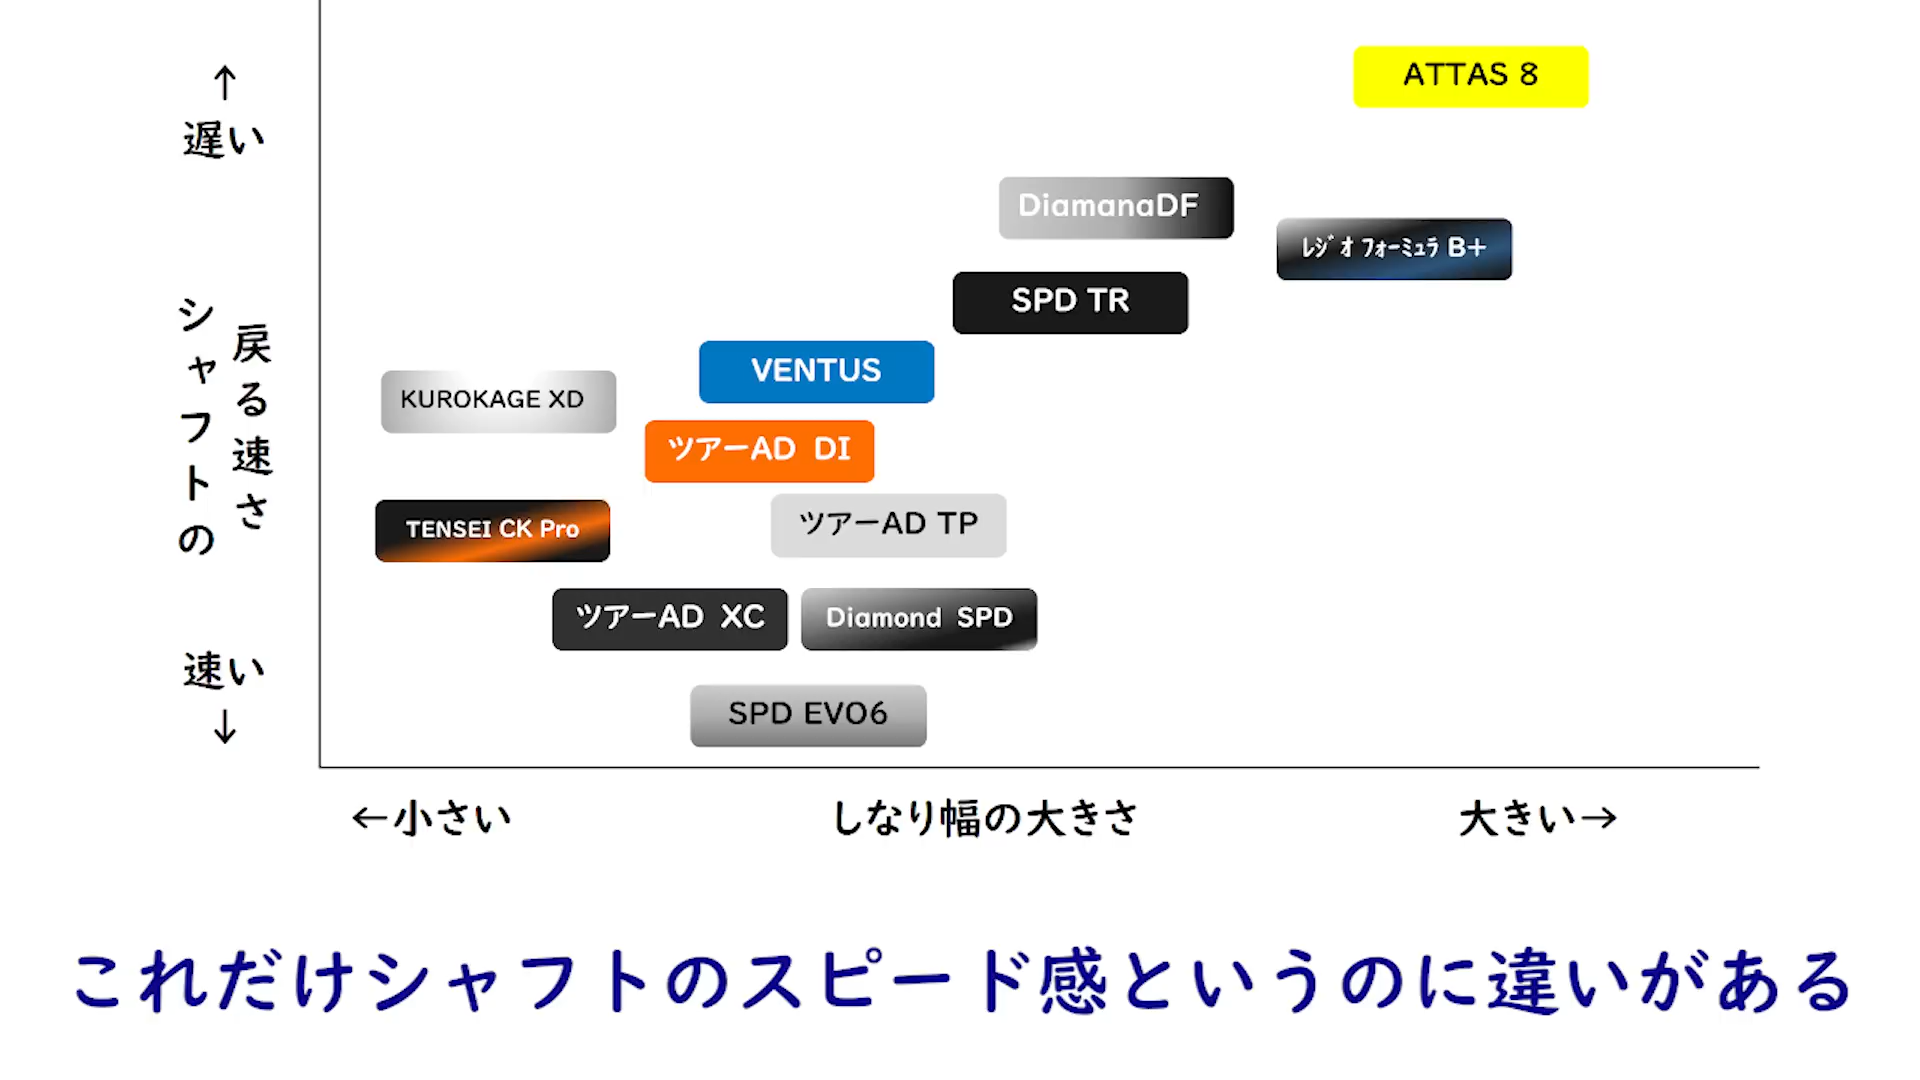 ↑
遅い
シャフトの
戻る速さ
速い
↓
ATTAS 8
DiamanaDF
ﾚｼﾞｵ ﾌｫｰﾐｭﾗ B+
SPD TR
VENTUS
KUROKAGE XD
ツアーAD DI
TENSEI CK Pro
ツアーAD TP
ツアーAD XC
Diamond SPD
SPD EVO6
←小さい
しなり幅の大きさ
大きい→
これだけシャフトのスピード感というのに違いがある